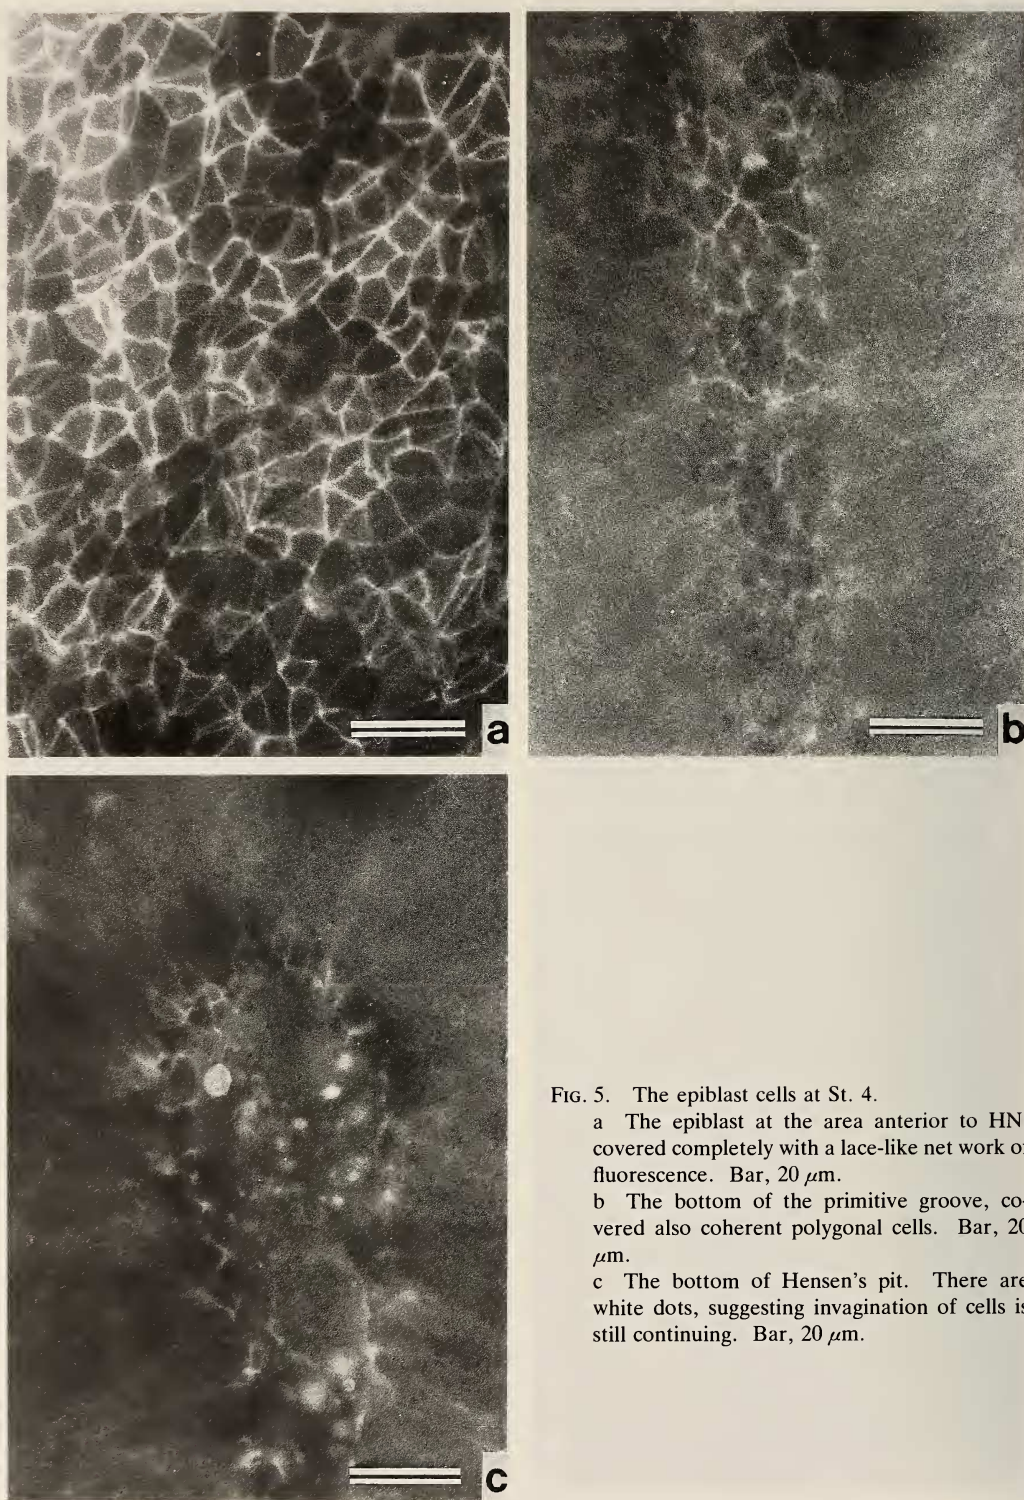 a
b
c
FIG. 5. The epiblast cells at St. 4.
a The epiblast at the area anterior to HN
covered completely with a lace-like net work of
fluorescence. Bar, 20 μm.
b The bottom of the primitive groove, co-
vered also coherent polygonal cells. Bar, 20
μm.
c The bottom of Hensen's pit. There are
white dots, suggesting invagination of cells is
still continuing. Bar, 20 μm.